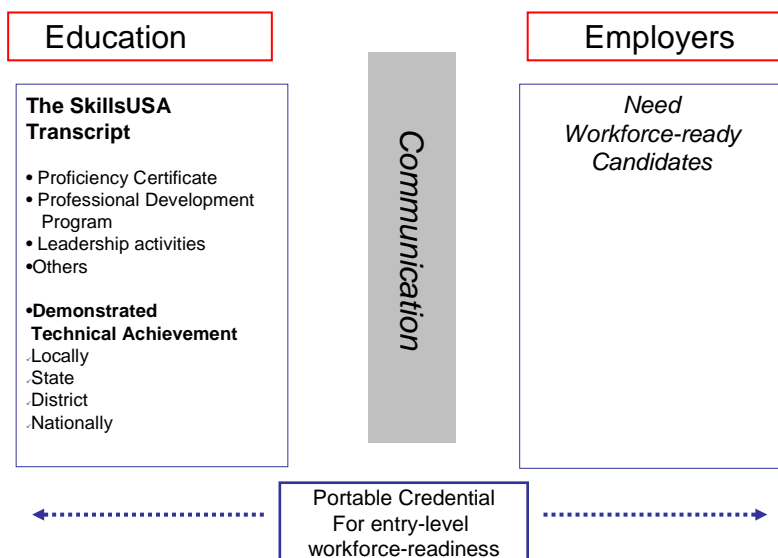 Education
The SkillsUSA
Transcript
• Proficiency Certificate
• Professional Development
Program
• Leadership activities
•Others
•Demonstrated
Technical Achievement
✓Locally
✓State
✓District
✓Nationally
Communication
Employers
Need
Workforce-ready
Candidates
Portable Credential
For entry-level
workforce-readiness